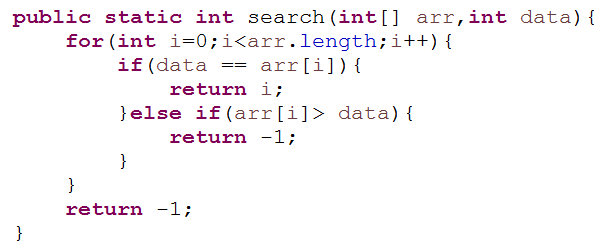 public static int search(int[] arr,int data){
    for(int i=0;i<arr.length;i++){
        if(data == arr[i]){
            return i;
        }else if(arr[i]> data){
            return -1;
        }
    }
    return -1;
}